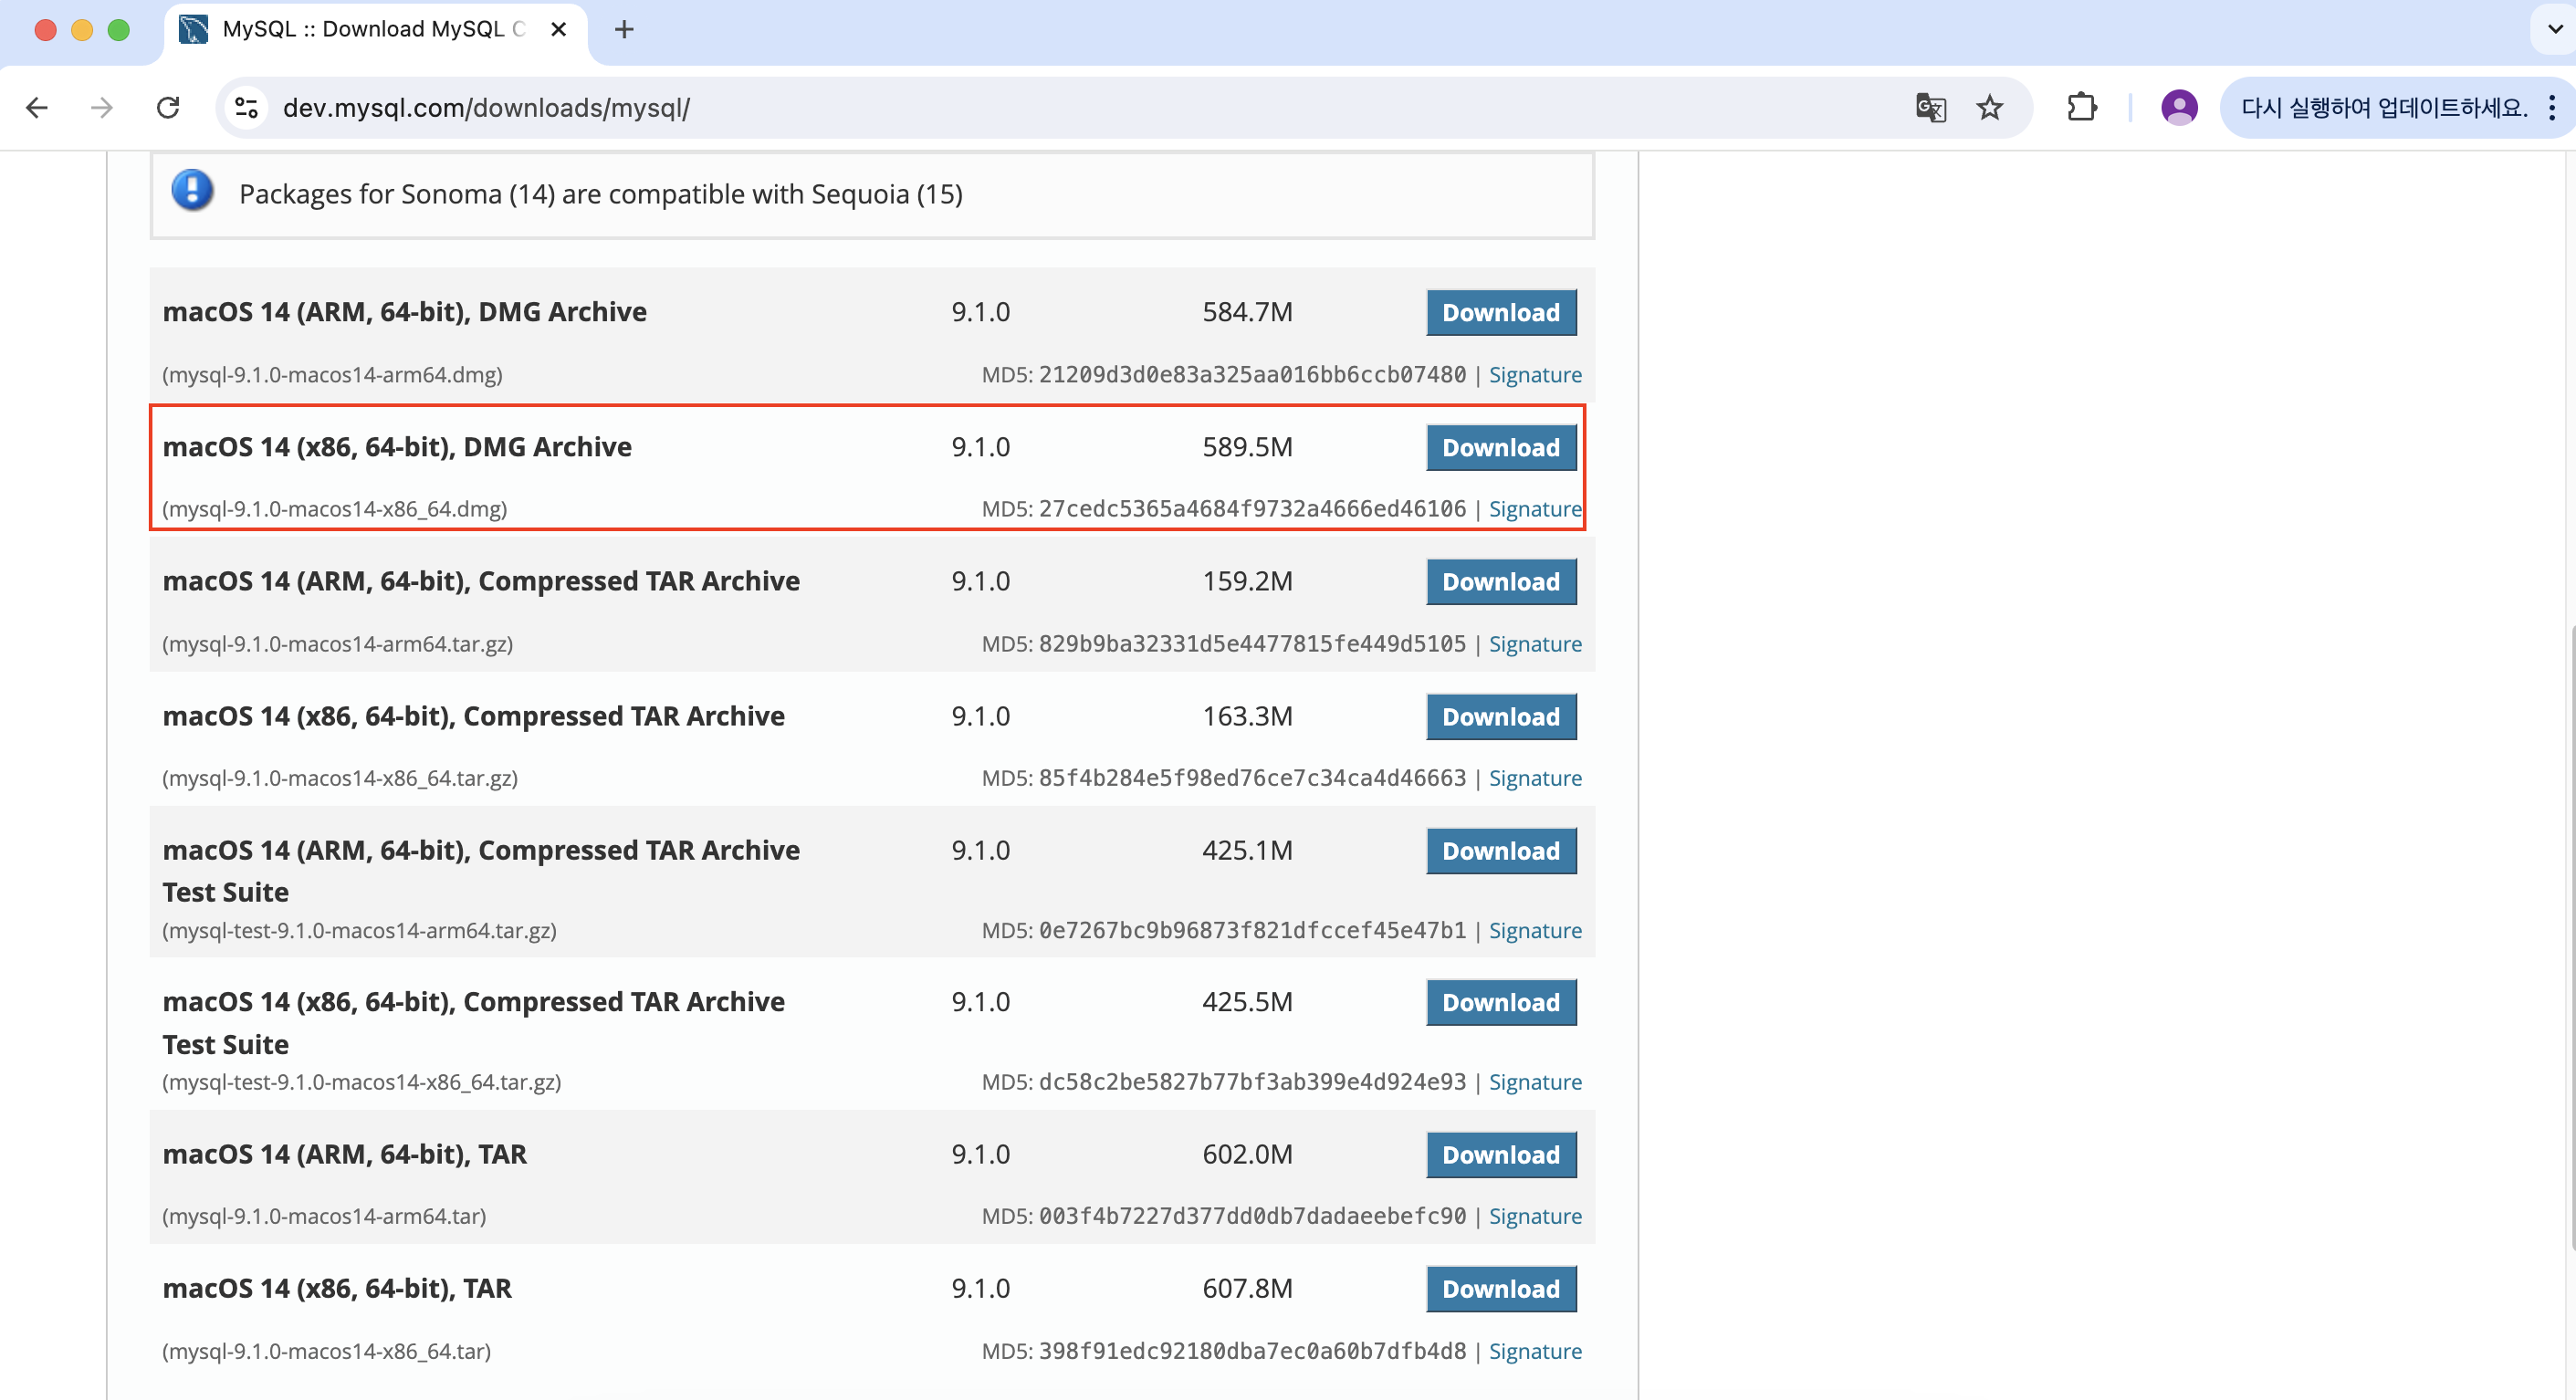 MySQL :: Download MySQL C
dev.mysql.com/downloads/mysql/
다시 실행하여 업데이트하세요.
Packages for Sonoma (14) are compatible with Sequoia (15)
macOS 14 (ARM, 64-bit), DMG Archive 9.1.0 584.7M Download
(mysql-9.1.0-macos14-arm64.dmg) MD5: 21209d3d0e83a325aa016bb6ccb07480 | Signature
macOS 14 (x86, 64-bit), DMG Archive 9.1.0 589.5M Download
(mysql-9.1.0-macos14-x86_64.dmg) MD5: 27cedc5365a4684f9732a4666ed46106 | Signature
macOS 14 (ARM, 64-bit), Compressed TAR Archive 9.1.0 159.2M Download
(mysql-9.1.0-macos14-arm64.tar.gz) MD5: 829b9ba32331d5e4477815fe449d5105 | Signature
macOS 14 (x86, 64-bit), Compressed TAR Archive 9.1.0 163.3M Download
(mysql-9.1.0-macos14-x86_64.tar.gz) MD5: 85f4b284e5f98ed76ce7c34ca4d46663 | Signature
macOS 14 (ARM, 64-bit), Compressed TAR Archive 9.1.0 425.1M Download
Test Suite
(mysql-test-9.1.0-macos14-arm64.tar.gz) MD5: 0e7267bc9b96873f821dfccef45e47b1 | Signature
macOS 14 (x86, 64-bit), Compressed TAR Archive 9.1.0 425.5M Download
Test Suite
(mysql-test-9.1.0-macos14-x86_64.tar.gz) MD5: dc58c2be5827b77bf3ab399e4d924e93 | Signature
macOS 14 (ARM, 64-bit), TAR 9.1.0 602.0M Download
(mysql-9.1.0-macos14-arm64.tar) MD5: 003f4b7227d377dd0db7dadaeebefc90 | Signature
macOS 14 (x86, 64-bit), TAR 9.1.0 607.8M Download
(mysql-9.1.0-macos14-x86_64.tar) MD5: 398f91edc92180dba7ec0a60b7dfb4d8 | Signature